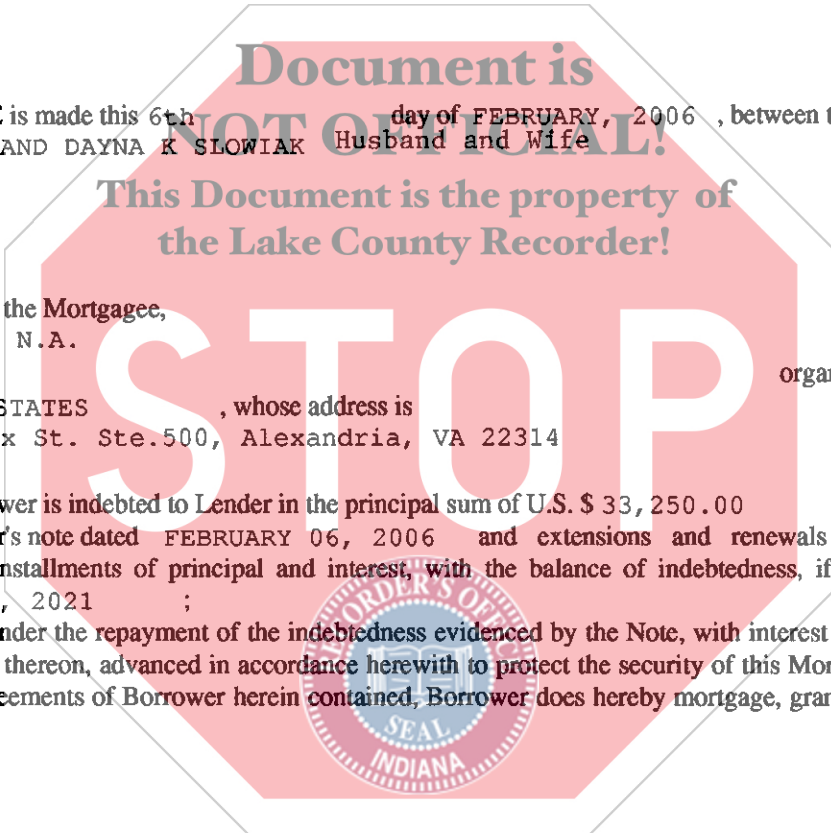 Document is
is made this 6th day of FEBRUARY, 2006 , between
NOT OFFICIAL!
AND DAYNA K SLOWIAK Husband and Wife
This Document is the property of
the Lake County Recorder!
the Mortgagee,
N.A.
STOP
STATES , whose address is
x St. Ste.500, Alexandria, VA 22314
wer is indebted to Lender in the principal sum of U.S. $ 33,250.00
r's note dated FEBRUARY 06, 2006 and extensions and renewals
nstallments of principal and interest, with the balance of indebtedness, if
, 2021 ;
nder the repayment of the indebtedness evidenced by the Note, with interest
thereon, advanced in accordance herewith to protect the security of this Mor
eements of Borrower herein contained, Borrower does hereby mortgage, gran
RECORDER'S OFFICE
SEAL
INDIANA